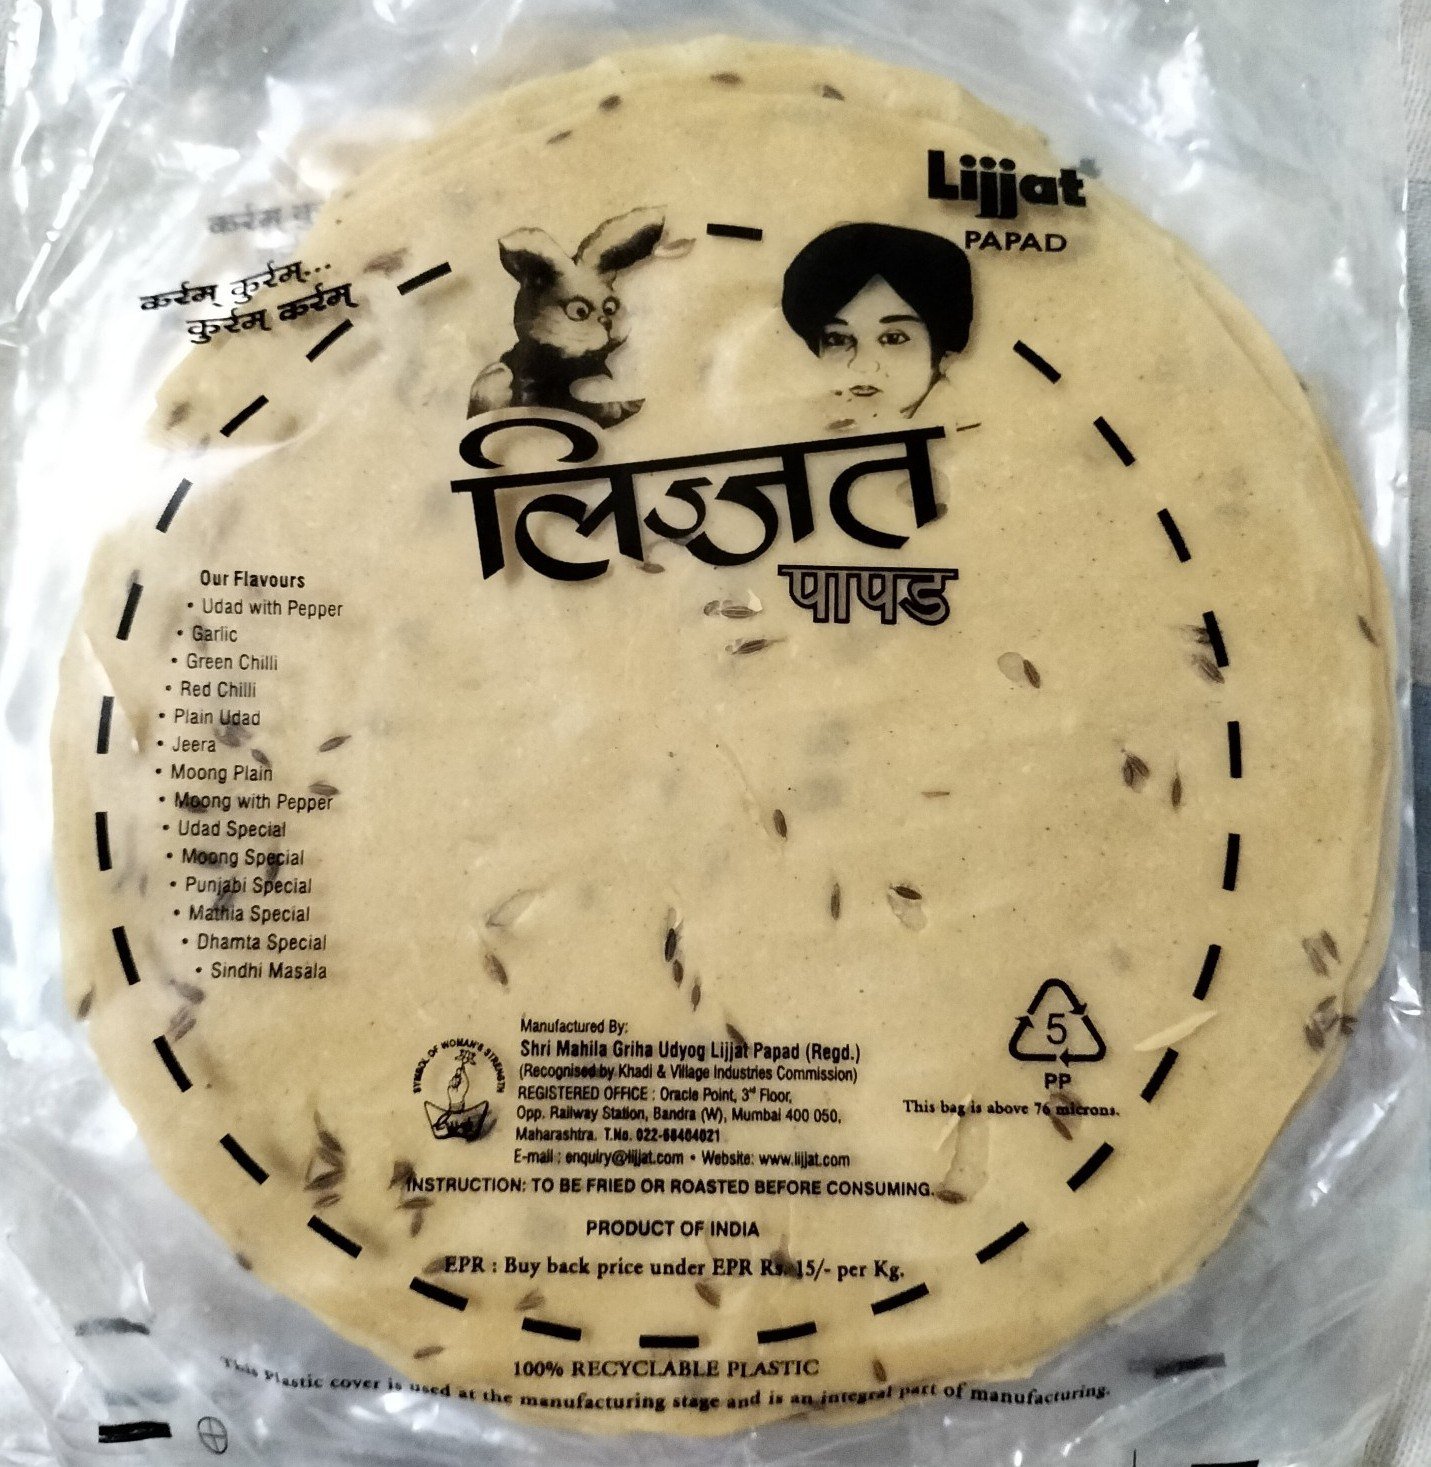 Lijjat
PAPAD
कर्रम् कुर्रम्...
कुर्रम् कर्रम्
लिज्जत
पापड
Our Flavours
• Udad with Pepper
• Garlic
• Green Chilli
• Red Chilli
• Plain Udad
• Jeera
• Moong Plain
• Moong with Pepper
• Udad Special
• Moong Special
• Punjabi Special
• Mathia Special
• Dhamta Special
• Sindhi Masala
SYMBOL OF WOMAN'S STRENGTH
Manufactured By:
Shri Mahila Griha Udyog Lijjat Papad (Regd.)
(Recognised by Khadi & Village Industries Commission)
REGISTERED OFFICE : Oracle Point, 3rd Floor,
Opp. Railway Station, Bandra (W), Mumbai 400 050,
Maharashtra. T.No. 022-68404021
E-mail : enquiry@lijjat.com • Website: www.lijjat.com
5
PP
This bag is above 76 microns.
INSTRUCTION: TO BE FRIED OR ROASTED BEFORE CONSUMING.
PRODUCT OF INDIA
EPR : Buy back price under EPR Rs. 15/- per Kg.
100% RECYCLABLE PLASTIC
This Plastic cover is used at the manufacturing stage and is an integral part of manufacturing.